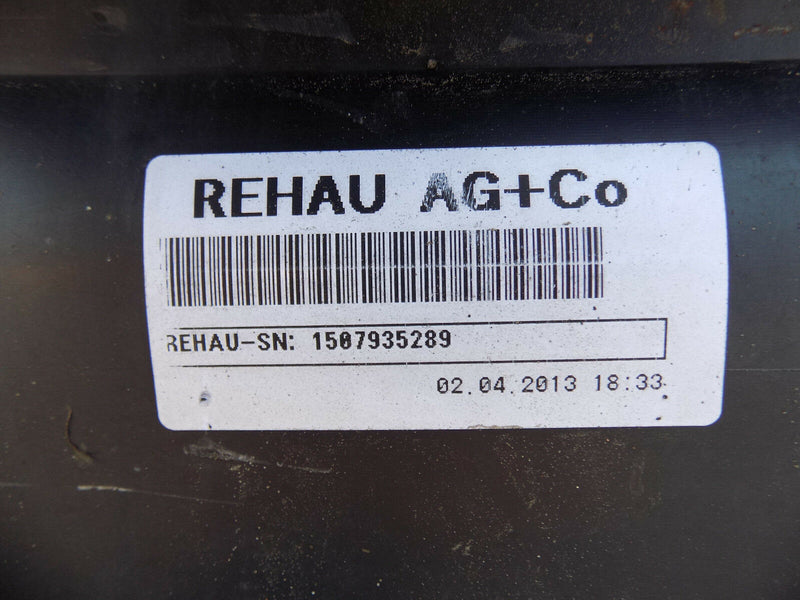 REHAU AG+Co
REHAU-SN: 1507935289
02.04.2013 18:33